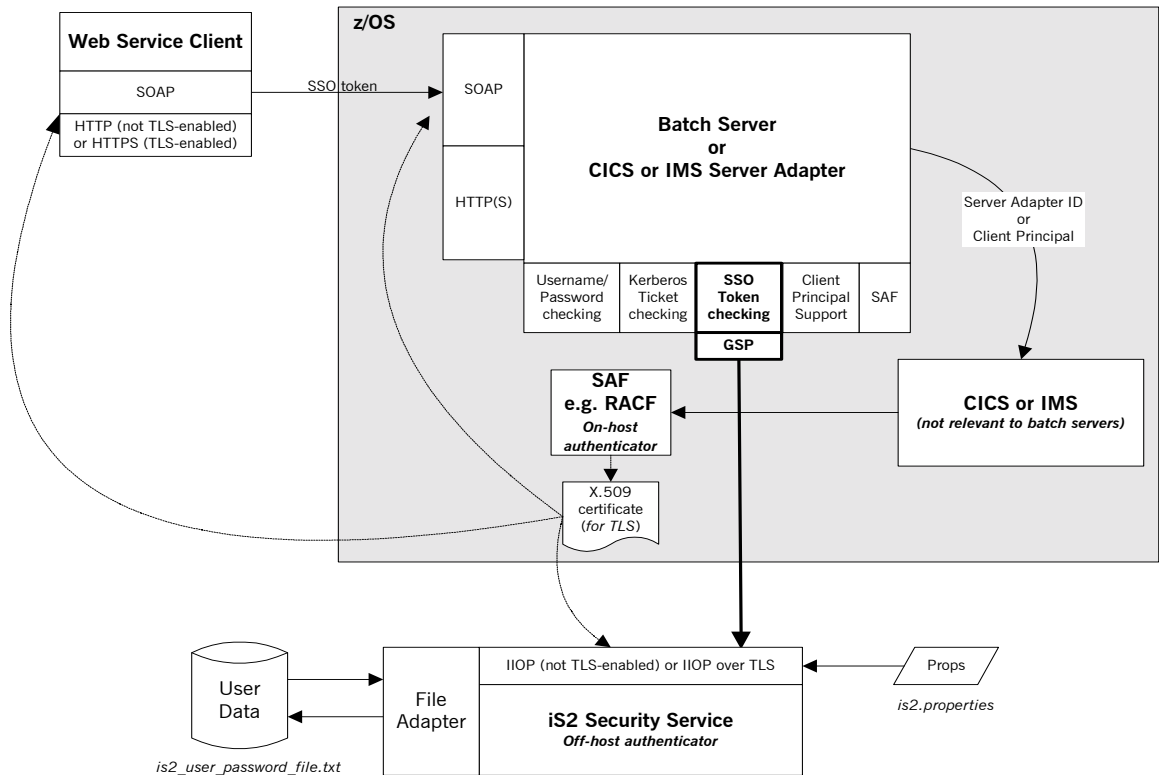 z/OS
Web Service Client
SOAP
HTTP (not TLS-enabled)
or HTTPS (TLS-enabled)
SSO token
SOAP
HTTP(S)
Batch Server
or
CICS or IMS Server Adapter
Server Adapter ID
or
Client Principal
Username/
Password
checking
Kerberos
Ticket
checking
SSO
Token
checking
Client
Principal
Support
SAF
GSP
SAF
e.g. RACF
On-host
authenticator
CICS or IMS
(not relevant to batch servers)
X.509
certificate
(for TLS)
User
Data
is2_user_password_file.txt
File
Adapter
IIOP (not TLS-enabled) or IIOP over TLS
iS2 Security Service
Off-host authenticator
Props
is2.properties